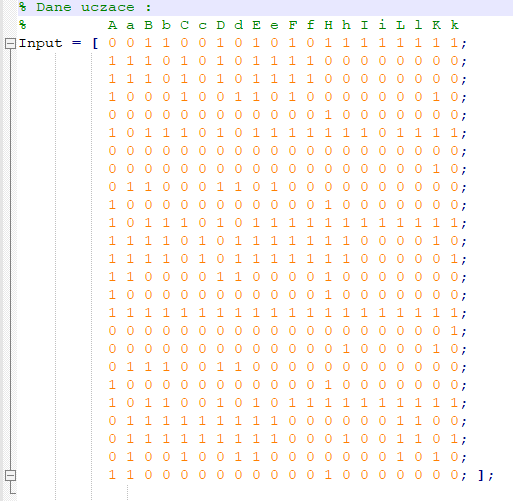 % Dane uczace :
% A a B b C c D d E e F f H h I i L l K k
Input = [ 0 0 1 1 0 0 1 0 1 0 1 0 1 1 1 1 1 1 1 1;
1 1 1 0 1 0 1 0 1 1 1 1 0 0 0 0 0 0 0 0;
1 1 1 0 1 0 1 0 1 1 1 1 0 0 0 0 0 0 0 0;
1 0 0 0 1 0 0 1 1 0 1 0 0 0 0 0 0 0 1 0;
0 0 0 0 0 0 0 0 0 0 0 0 1 0 0 0 0 0 0 0;
1 0 1 1 1 0 1 0 1 1 1 1 1 1 1 0 1 1 1 1;
0 0 0 0 0 0 0 0 0 0 0 0 0 0 0 0 0 0 0 0;
0 0 0 0 0 0 0 0 0 0 0 0 0 0 0 0 0 0 1 0;
0 1 1 0 0 0 1 1 0 1 0 0 0 0 0 0 0 0 0 0;
1 0 0 0 0 0 0 0 0 0 0 0 1 0 0 0 0 0 0 0;
1 0 1 1 1 0 1 0 1 1 1 1 1 1 1 1 1 1 1 1;
1 1 1 1 0 1 0 1 1 1 1 1 1 1 0 0 0 0 1 0;
1 1 1 1 0 1 0 1 1 1 1 1 1 1 0 0 0 0 0 1;
1 1 0 0 0 0 1 1 0 0 0 0 1 0 0 0 0 0 0 0;
1 0 0 0 0 0 0 0 0 0 0 0 1 0 0 0 0 0 0 0;
1 1 1 1 1 1 1 1 1 1 1 1 1 1 1 1 1 1 1 1;
0 0 0 0 0 0 0 0 0 0 0 0 0 0 0 0 0 0 0 1;
0 0 0 0 0 0 0 0 0 0 0 0 0 1 0 0 0 0 1 0;
0 1 1 1 0 0 1 1 0 0 0 0 0 0 0 0 0 0 0 0;
1 0 0 0 0 0 0 0 0 0 0 0 1 0 0 0 0 0 0 0;
1 0 1 1 0 0 1 0 1 0 1 1 1 1 1 1 1 1 1 1;
0 1 1 1 1 1 1 1 1 1 0 0 0 0 0 0 1 1 0 0;
0 1 1 1 1 1 1 1 1 1 0 0 0 1 0 0 1 1 0 1;
0 1 0 0 1 0 0 1 1 0 0 0 0 0 0 0 1 0 1 0;
1 1 0 0 0 0 0 0 0 0 0 0 1 0 0 0 0 0 0 0; ];